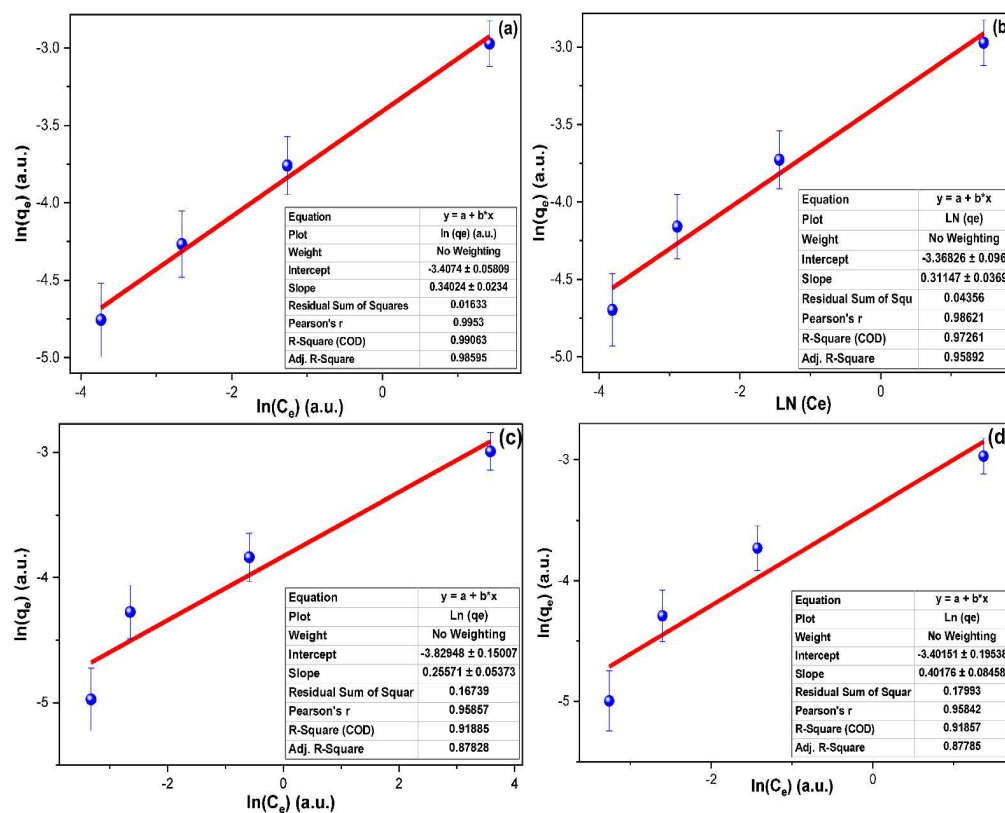 (a)
ln(qe) (a.u.)
-3.0
-3.5
-4.0
-4.5
-5.0
Equation y = a + b*x
Plot ln (qe) (a.u.)
Weight No Weighting
Intercept -3.4074 ± 0.05809
Slope 0.34024 ± 0.0234
Residual Sum of Squares 0.01633
Pearson's r 0.9953
R-Square (COD) 0.99063
Adj. R-Square 0.98595
-4 -2 0
ln(Ce) (a.u.)
(b)
ln(qe) (a.u.)
-3.0
-3.5
-4.0
-4.5
-5.0
Equation y = a + b*x
Plot LN (qe)
Weight No Weighting
Intercept -3.36826 ± 0.096
Slope 0.31147 ± 0.0369
Residual Sum of Squ 0.04356
Pearson's r 0.98621
R-Square (COD) 0.97261
Adj. R-Square 0.95892
-4 -2 0
LN (Ce)
(c)
ln(qe) (a.u.)
-3
-4
-5
Equation y = a + b*x
Plot Ln (qe)
Weight No Weighting
Intercept -3.82948 ± 0.15007
Slope 0.25571 ± 0.05373
Residual Sum of Squar 0.16739
Pearson's r 0.95857
R-Square (COD) 0.91885
Adj. R-Square 0.87828
-2 0 2 4
ln(Ce) (a.u.)
(d)
ln(qe) (a.u.)
-3
-4
-5
Equation y = a + b*x
Plot Ln (qe)
Weight No Weighting
Intercept -3.40151 ± 0.19538
Slope 0.40176 ± 0.08458
Residual Sum of Squar 0.17993
Pearson's r 0.95842
R-Square (COD) 0.91857
Adj. R-Square 0.87785
-2 0
ln(Ce) (a.u.)